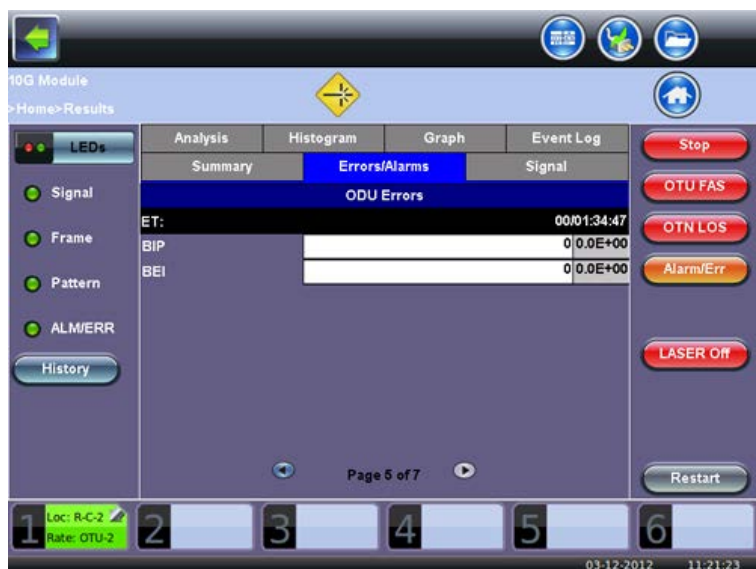 10G Module
>Home>Results
LEDs
Signal
Frame
Pattern
ALM/ERR
History
Analysis Histogram Graph Event Log
Summary Errors/Alarms Signal
ODU Errors
ET: 00/01:34:47
BIP 0 0.0E+00
BEI 0 0.0E+00
Page 5 of 7
Stop
OTU FAS
OTN LOS
Alarm/Err
LASER Off
Restart
1 Loc: R-C-2
Rate: OTU-2
2
3
4
5
6
03-12-2012 11:21:23